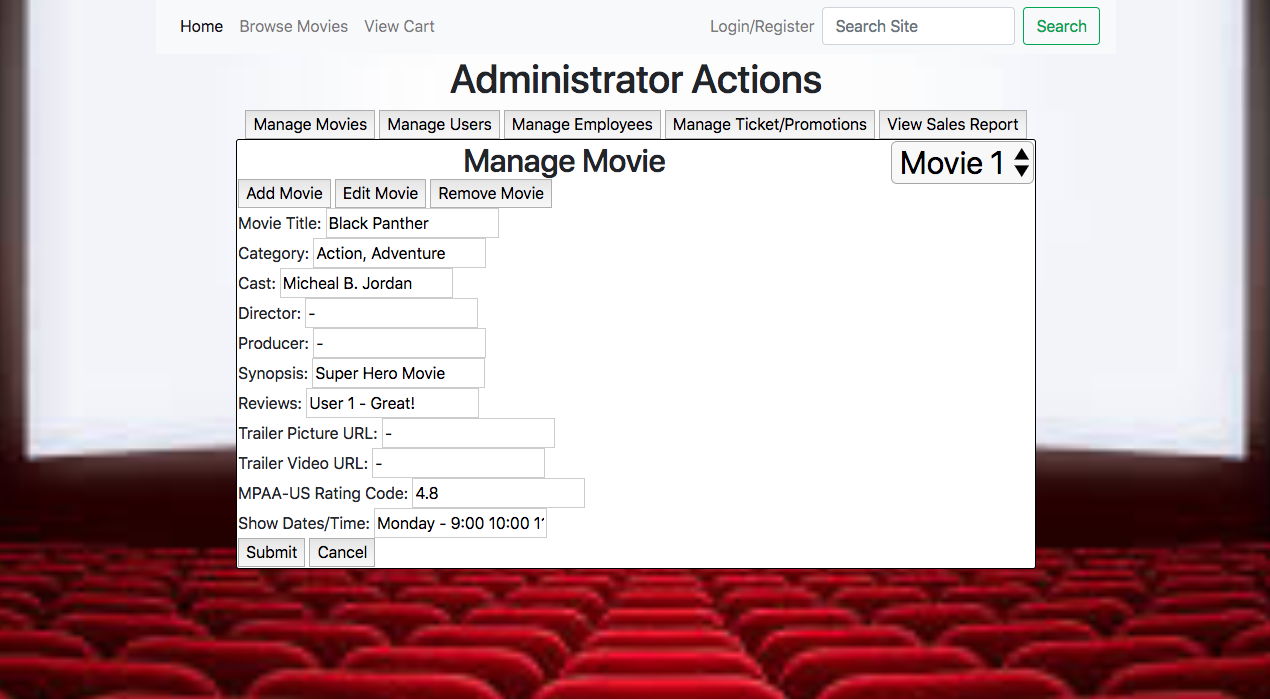 Home Browse Movies View Cart Login/Register Search Site Search
Administrator Actions
Manage Movies Manage Users Manage Employees Manage Ticket/Promotions View Sales Report
Manage Movie Movie 1
Add Movie Edit Movie Remove Movie
Movie Title: Black Panther
Category: Action, Adventure
Cast: Micheal B. Jordan
Director: -
Producer: -
Synopsis: Super Hero Movie
Reviews: User 1 - Great!
Trailer Picture URL: -
Trailer Video URL: -
MPAA-US Rating Code: 4.8
Show Dates/Time: Monday - 9:00 10:00
Submit Cancel